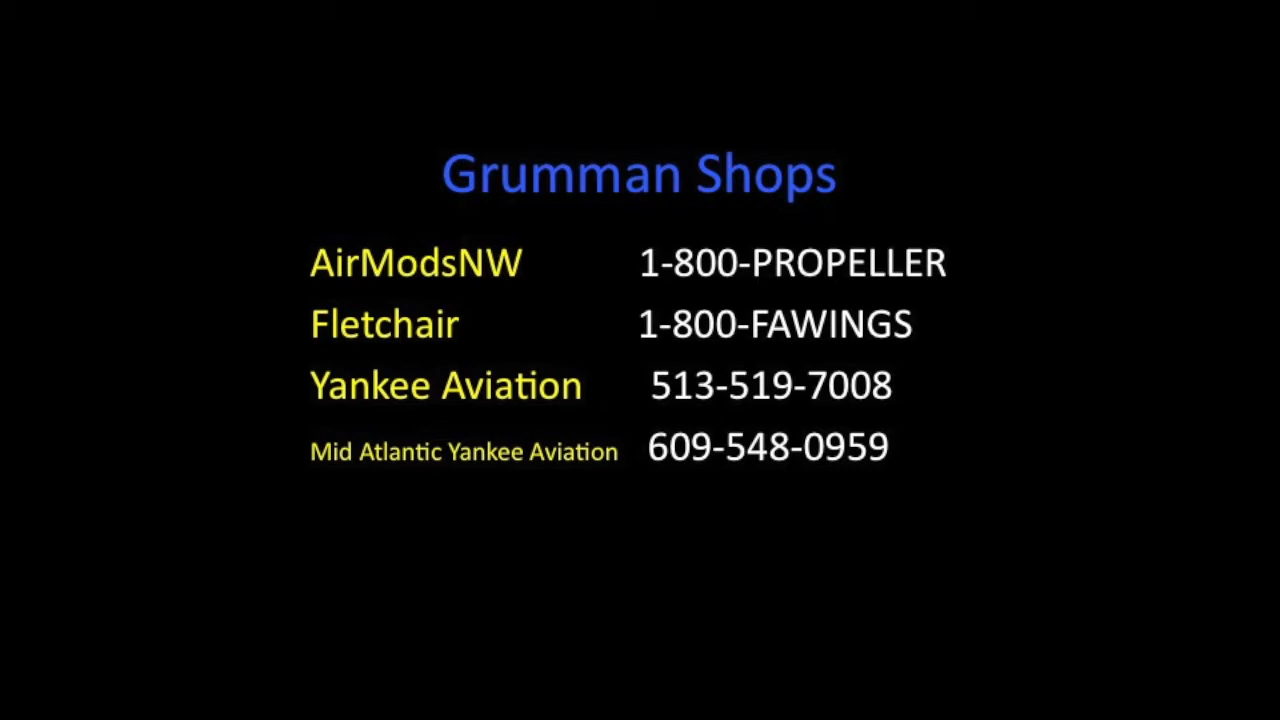 Grumman Shops
AirModsNW 1-800-PROPELLER
Fletchair 1-800-FAWINGS
Yankee Aviation 513-519-7008
Mid Atlantic Yankee Aviation 609-548-0959